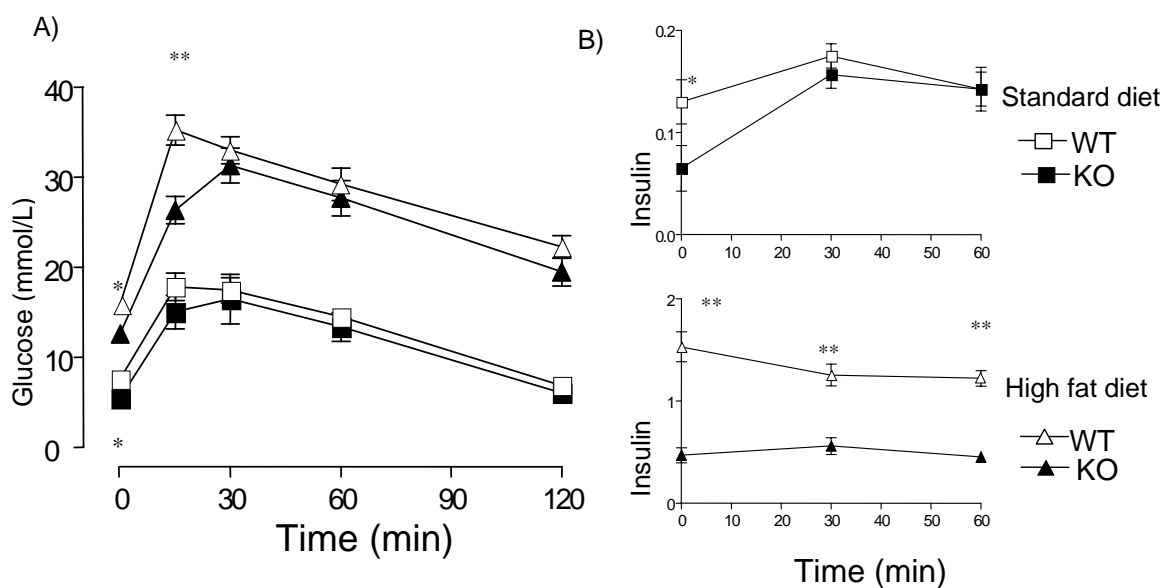 A)
**
40
30
20
10
0
*
*
Glucose (mmol/L)
0 30 60 90 120
Time (min)
B)
0.2
0.1
0.0
*
Insulin
0 10 20 30 40 50 60
Standard diet
WT
KO
2
1
0
**
**
**
Insulin
0 10 20 30 40 50 60
High fat diet
WT
KO
Time (min)